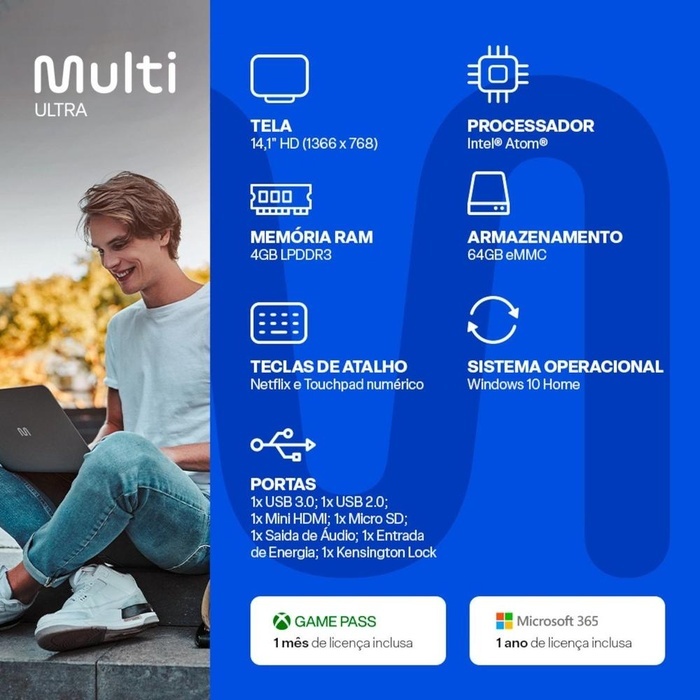 Multi
ULTRA
TELA
14,1" HD (1366 x 768)
PROCESSADOR
Intel® Atom®
MEMÓRIA RAM
4GB LPDDR3
ARMAZENAMENTO
64GB eMMC
TECLAS DE ATALHO
Netflix e Touchpad numérico
SISTEMA OPERACIONAL
Windows 10 Home
PORTAS
1x USB 3.0; 1x USB 2.0;
1x Mini HDMI; 1x Micro SD;
1x Saida de Áudio; 1x Entrada
de Energia; 1x Kensington Lock
GAME PASS
1 mês de licença inclusa
Microsoft 365
1 ano de licença inclusa